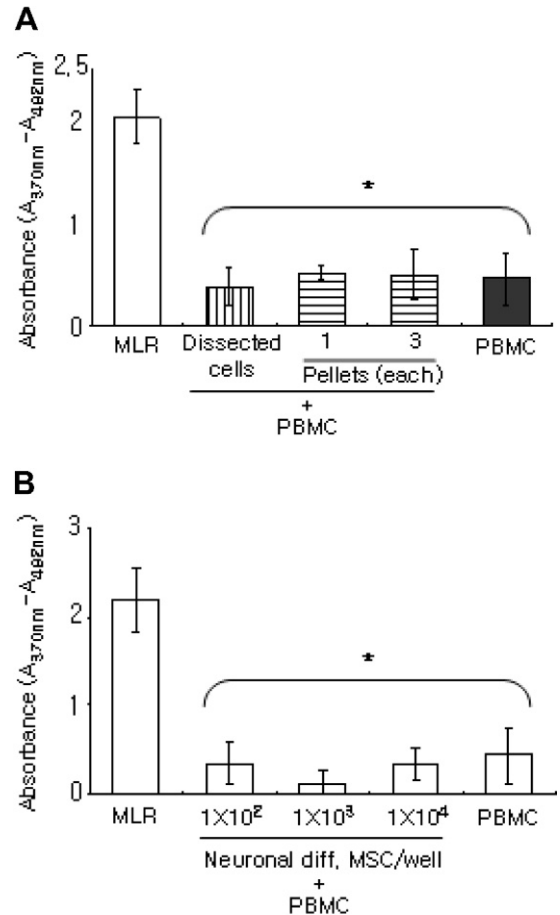 A
Absorbance (A370nm-A492nm)
2,5
2
1
0
*
MLR
Dissected
cells
1
3
Pellets (each)
PBMC
+
PBMC
B
Absorbance (A370nm-A492nm)
3
2
1
0
*
MLR
1X10²
1X10³
1X10⁴
PBMC
Neuronal diff, MSC/well
+
PBMC